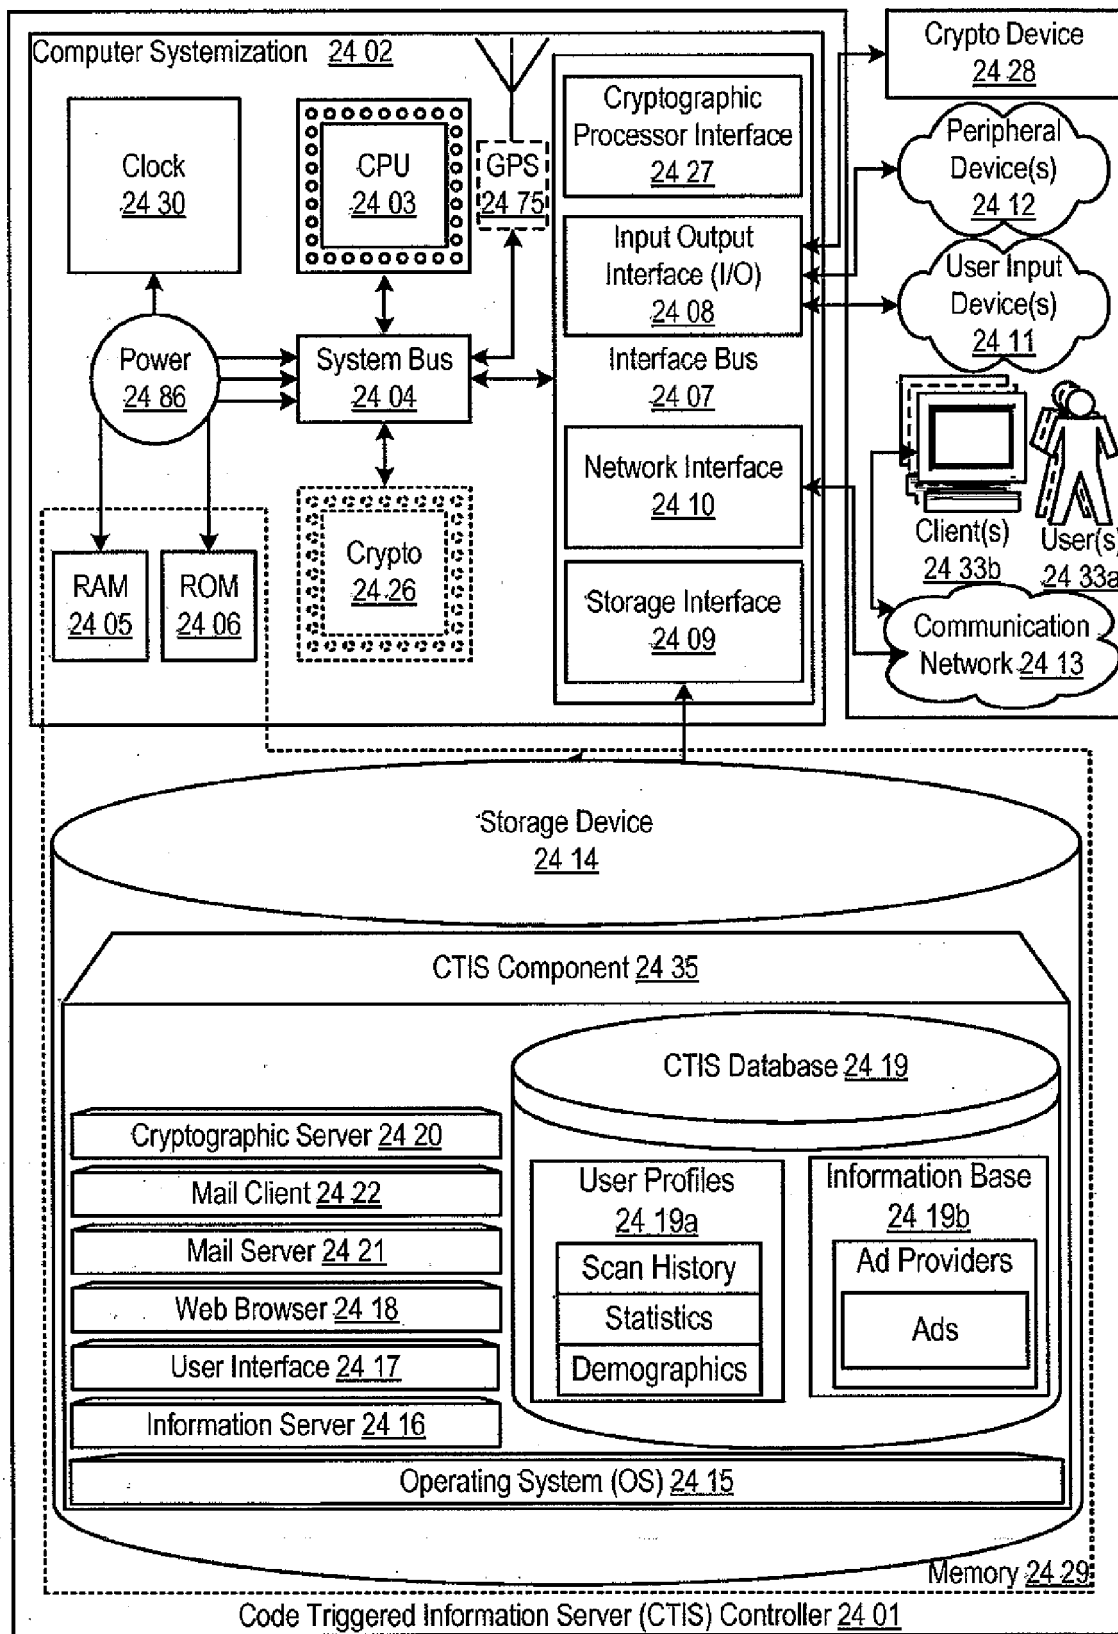 Computer Systemization 24 02
Clock
24 30
CPU
24 03
GPS
24 75
Cryptographic
Processor Interface
24 27
Input Output
Interface (I/O)
24 08
Interface Bus
24 07
Network Interface
24 10
Storage Interface
24 09
Power
24 86
System Bus
24 04
Crypto
24 26
RAM
24 05
ROM
24 06
Crypto Device
24 28
Peripheral
Device(s)
24 12
User Input
Device(s)
24 11
Client(s)
24 33b
User(s)
24 33a
Communication
Network 24 13
Storage Device
24 14
CTIS Component 24 35
CTIS Database 24 19
Cryptographic Server 24 20
Mail Client 24 22
Mail Server 24 21
Web Browser 24 18
User Interface 24 17
Information Server 24 16
User Profiles
24 19a
Scan History
Statistics
Demographics
Information Base
24 19b
Ad Providers
Ads
Operating System (OS) 24 15
Memory 24 29
Code Triggered Information Server (CTIS) Controller 24 01